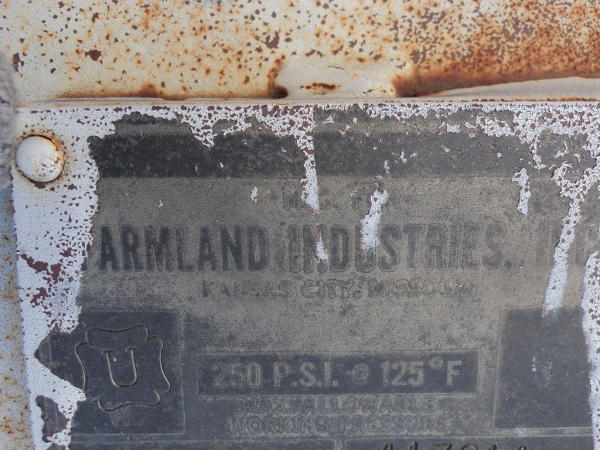 MFG. FOR
FARMLAND INDUSTRIES, INC
KANSAS CITY, MISSOURI
U
W
250 P.S.I. @ 125°F
MAX ALLOWABLE
WORKING PRESSURE